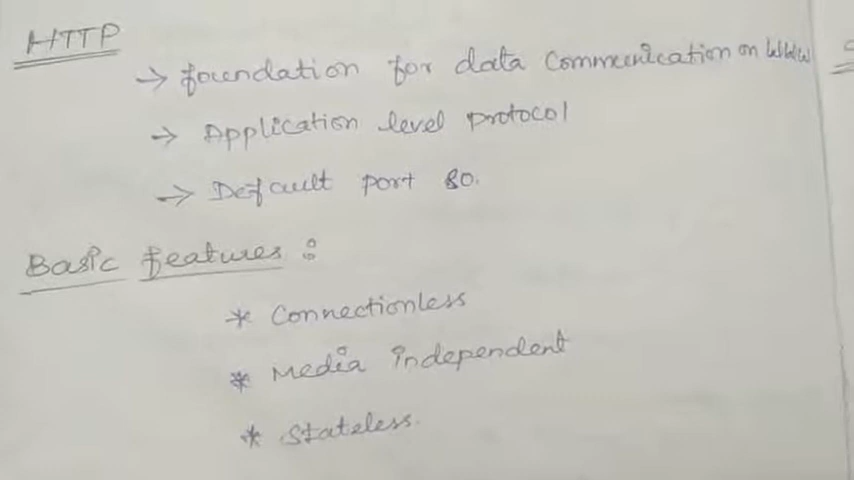 HTTP
→ foundation for data communication on WWW
→ Application level protocol
→ Default port 80.
Basic features :
* Connectionless
* Media independent
* Stateless.